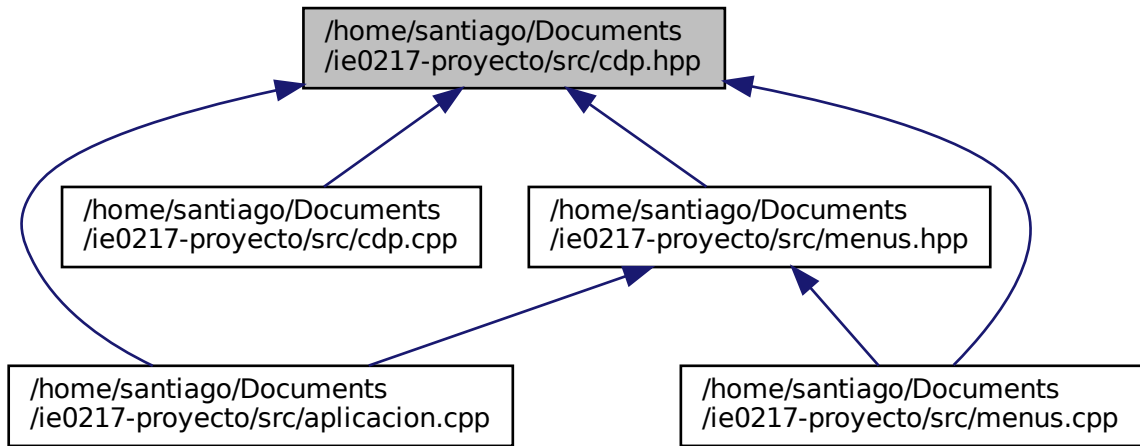 /home/santiago/Documents
/ie0217-proyecto/src/cdp.hpp
/home/santiago/Documents
/ie0217-proyecto/src/cdp.cpp
/home/santiago/Documents
/ie0217-proyecto/src/menus.hpp
/home/santiago/Documents
/ie0217-proyecto/src/aplicacion.cpp
/home/santiago/Documents
/ie0217-proyecto/src/menus.cpp